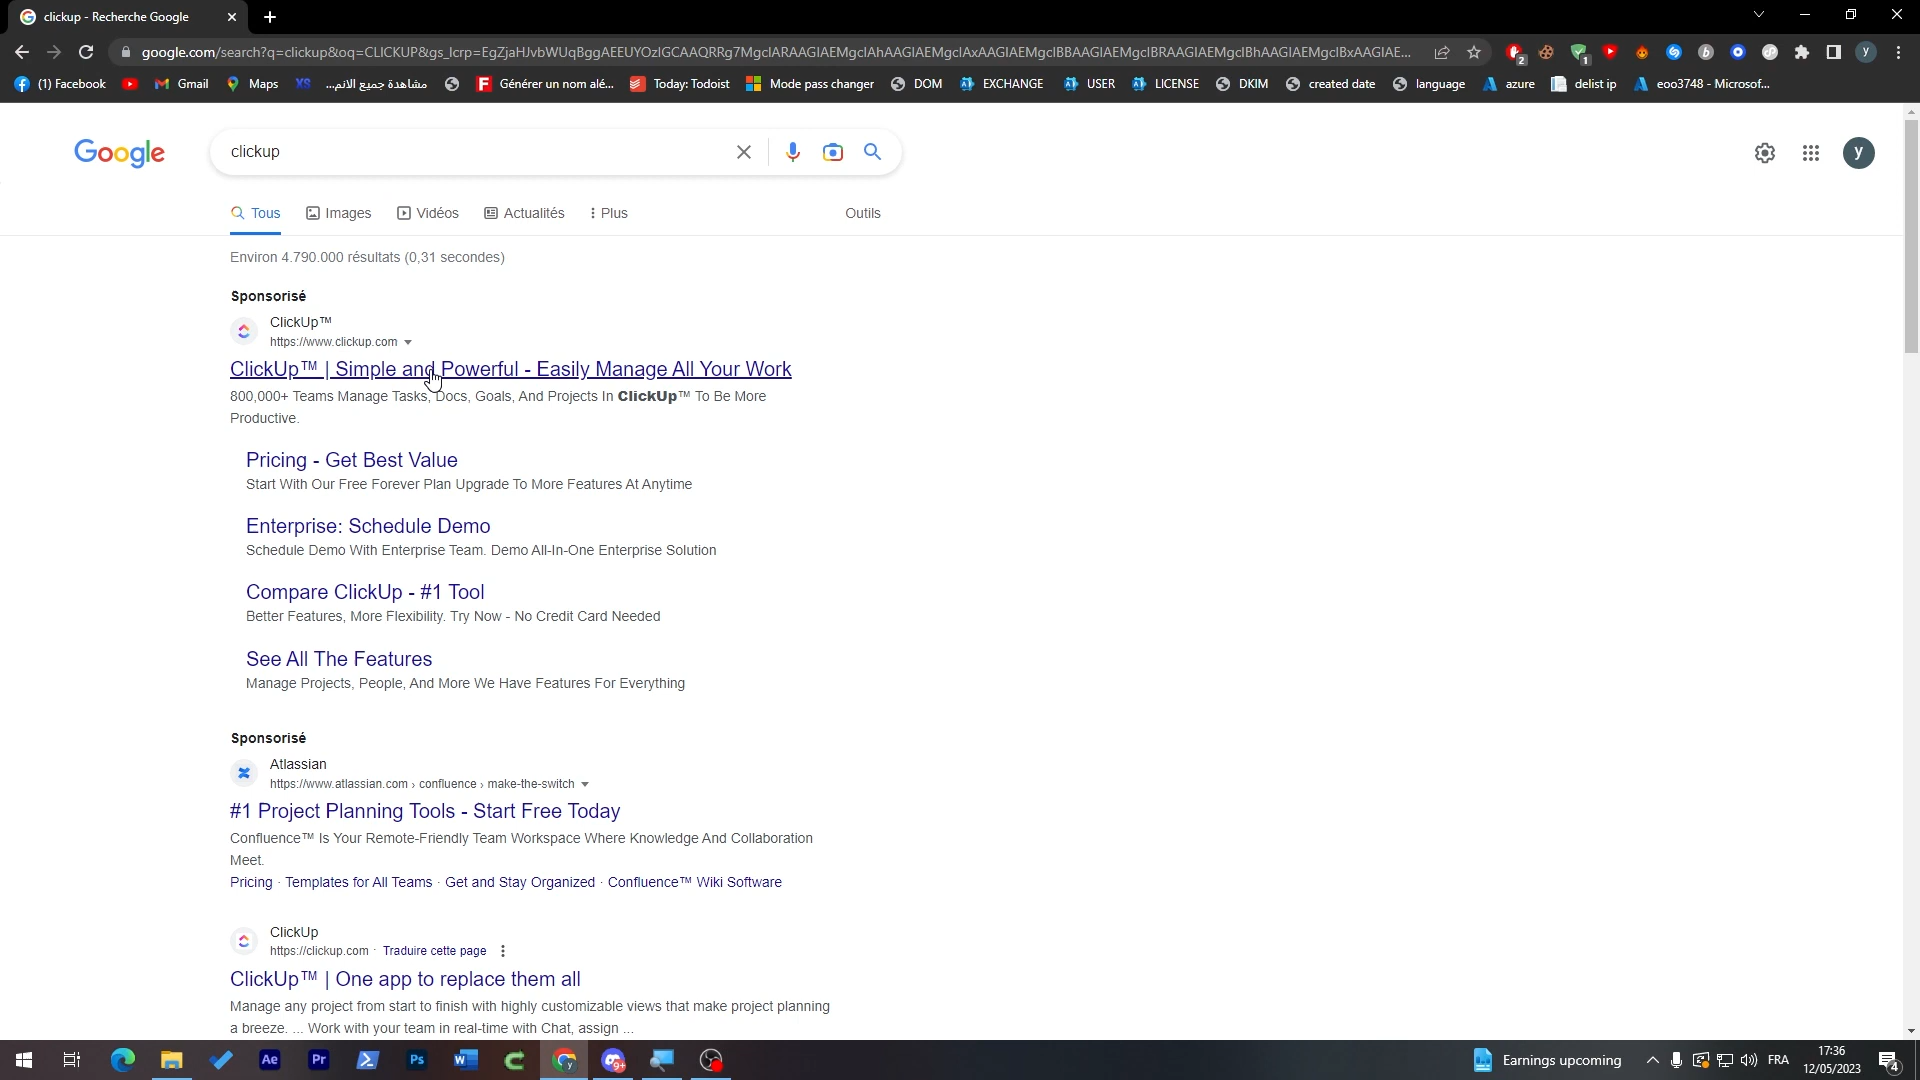 clickup - Recherche Google
google.com/search?q=clickup&oq=CLICKUP&gs_lcrp=EgZjaHJvbWUqBggAEEUYOzIGCAAQRRg7MgcIARAAGIAEMgcIAhAAGIAEMgcIAxAAGIAEMgcIBBAAGIAEMgcIBRAAGIAEMgcIBhAAGIAEMgcIBxAAGIAE...
2
1
y
(1) Facebook
Gmail
Maps
XS
مشاهدة جميع الانم...
Générer un nom alé...
Today: Todoist
Mode pass changer
DOM
EXCHANGE
USER
LICENSE
DKIM
created date
language
azure
delist ip
eoo3748 - Microsof...
Google
clickup
y
Tous
Images
Vidéos
Actualités
Plus
Outils
Environ 4.790.000 résultats (0,31 secondes)
Sponsorisé
ClickUp™
https://www.clickup.com
ClickUp™ | Simple and Powerful - Easily Manage All Your Work
800,000+ Teams Manage Tasks, Docs, Goals, And Projects In ClickUp™ To Be More
Productive.
Pricing - Get Best Value
Start With Our Free Forever Plan Upgrade To More Features At Anytime
Enterprise: Schedule Demo
Schedule Demo With Enterprise Team. Demo All-In-One Enterprise Solution
Compare ClickUp - #1 Tool
Better Features, More Flexibility. Try Now - No Credit Card Needed
See All The Features
Manage Projects, People, And More We Have Features For Everything
Sponsorisé
Atlassian
https://www.atlassian.com › confluence › make-the-switch
#1 Project Planning Tools - Start Free Today
Confluence™ Is Your Remote-Friendly Team Workspace Where Knowledge And Collaboration
Meet.
Pricing · Templates for All Teams · Get and Stay Organized · Confluence™ Wiki Software
ClickUp
https://clickup.com · Traduire cette page
ClickUp™ | One app to replace them all
Manage any project from start to finish with highly customizable views that make project planning
a breeze. ... Work with your team in real-time with Chat, assign ...
Ae
Pr
Ps
W
y
9+
Earnings upcoming
FRA
17:36
12/05/2023
4